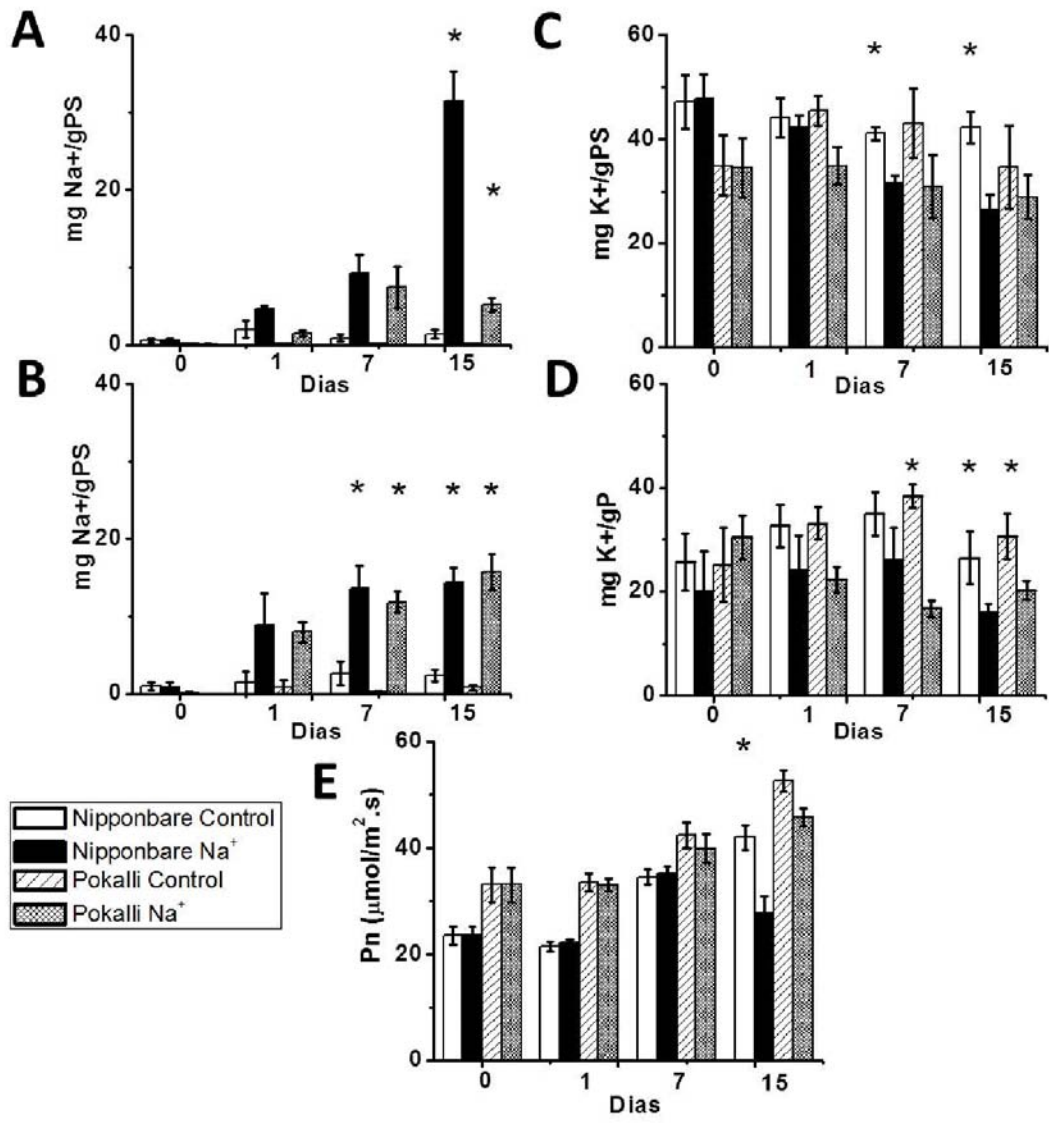 A
40
20
0
mg Na+/gPS
*
*
0 1 7 15
Dias
B
40
20
0
mg Na+/gPS
* * * *
0 1 7 15
Dias
C
60
40
20
0
mg K+/gPS
* *
0 1 7 15
Dias
D
60
40
20
0
mg K+/gP
* * *
0 1 7 15
Dias
E
60
40
20
0
Pn (μmol/m².s)
*
0 1 7 15
Dias
Nipponbare Control
Nipponbare Na⁺
Pokalli Control
Pokalli Na⁺